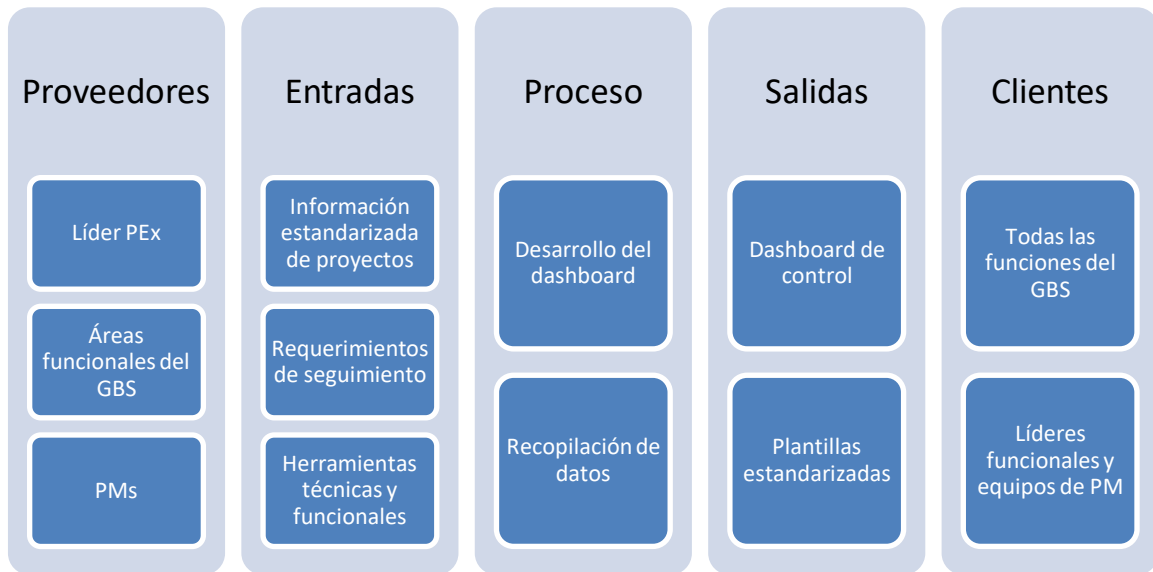 Proveedores
Líder PEx
Áreas
funcionales del
GBS
PMs
Entradas
Información
estandarizada
de proyectos
Requerimientos
de seguimiento
Herramientas
técnicas y
funcionales
Proceso
Desarrollo del
dashboard
Recopilación de
datos
Salidas
Dashboard de
control
Plantillas
estandarizadas
Clientes
Todas las
funciones del
GBS
Líderes
funcionales y
equipos de PM